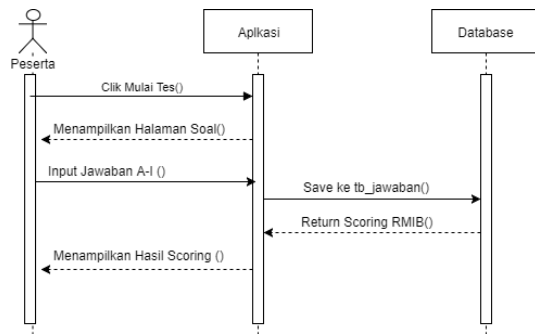 Aplkasi
Database
Peserta
Clik Mulai Tes()
Menampilkan Halaman Soal()
Input Jawaban A-I ()
Save ke tb_jawaban()
Return Scoring RMIB()
Menampilkan Hasil Scoring ()